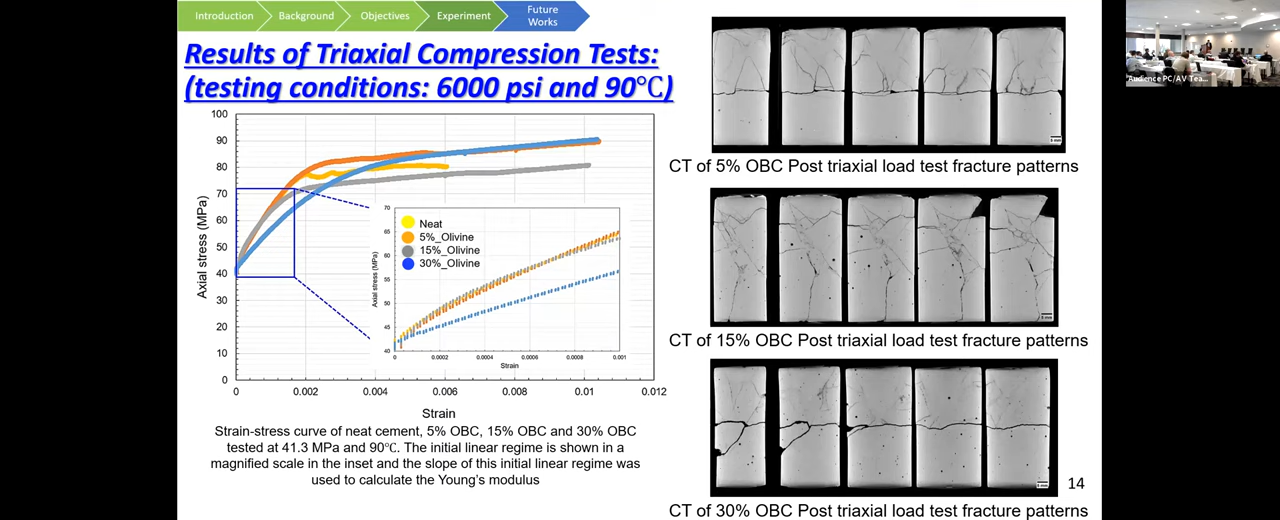 Introduction
Background
Objectives
Experiment
Future
Works
Results of Triaxial Compression Tests:
(testing conditions: 6000 psi and 90℃)
Axial stress (MPa)
100
90
80
70
60
50
40
30
20
10
0
0
0.002
0.004
0.006
0.008
0.01
0.012
Strain
Neat
5%_Olivine
15%_Olivine
30%_Olivine
Axial stress (MPa)
70
65
60
55
50
45
40
0
0.0002
0.0004
0.0006
0.0008
0.001
Strain
Strain-stress curve of neat cement, 5% OBC, 15% OBC and 30% OBC
tested at 41.3 MPa and 90℃. The initial linear regime is shown in a
magnified scale in the inset and the slope of this initial linear regime was
used to calculate the Young's modulus
CT of 5% OBC Post triaxial load test fracture patterns
CT of 15% OBC Post triaxial load test fracture patterns
14
CT of 30% OBC Post triaxial load test fracture patterns
Audience PC/AV Tea...